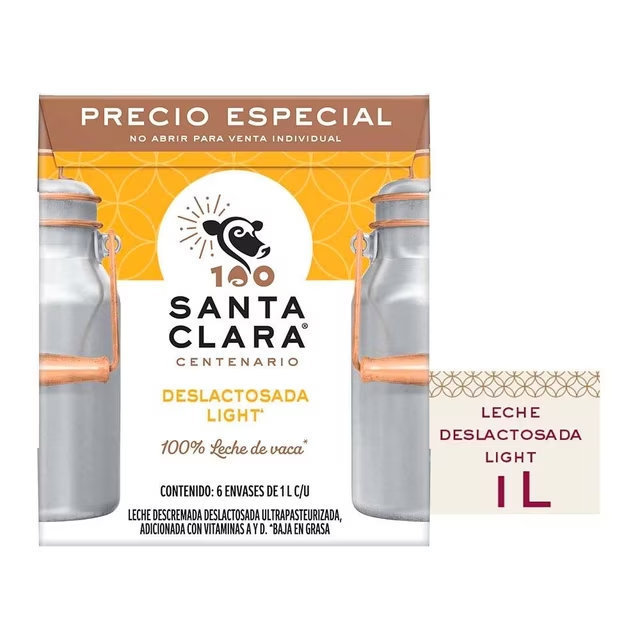 PRECIO ESPECIAL
NO ABRIR PARA VENTA INDIVIDUAL
100
SANTA
CLARA®
CENTENARIO
DESLACTOSADA
LIGHT*
100% Leche de vaca*
CONTENIDO: 6 ENVASES DE 1 L C/U
LECHE DESCREMADA DESLACTOSADA ULTRAPASTEURIZADA,
ADICIONADA CON VITAMINAS A Y D. *BAJA EN GRASA
LECHE
DESLACTOSADA
LIGHT
1 L